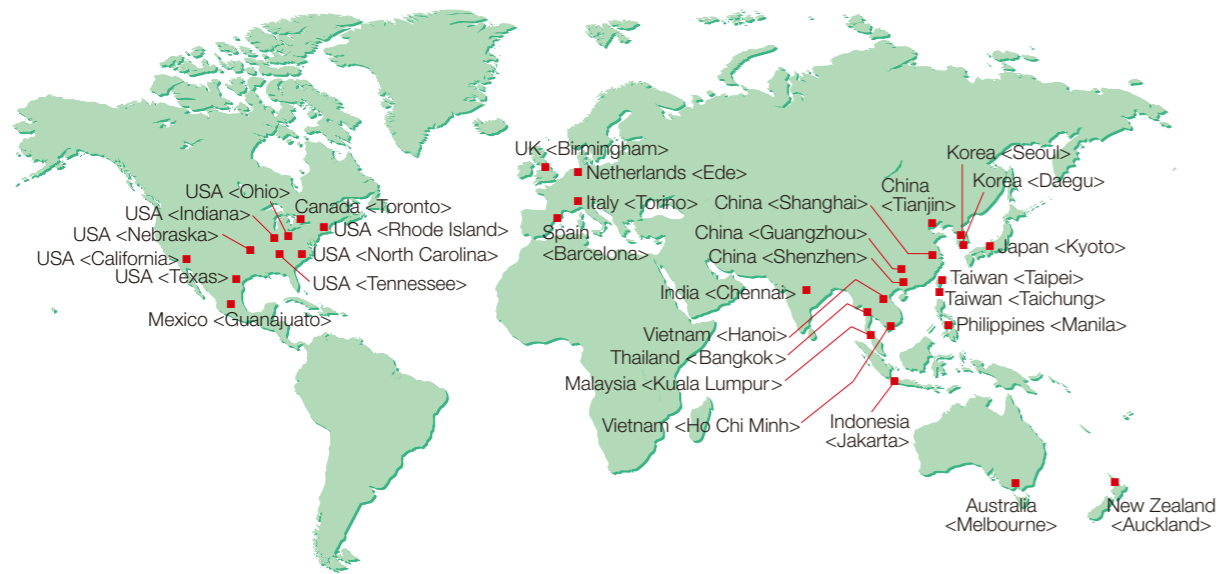 UK <Birmingham>
Netherlands <Ede>
Italy <Torino>
Spain
<Barcelona>
USA <Ohio>
Canada <Toronto>
USA <Indiana>
USA <Rhode Island>
USA <Nebraska>
USA <North Carolina>
USA <California>
USA <Texas>
USA <Tennessee>
Mexico <Guanajuato>
Korea <Seoul>
Korea <Daegu>
China
<Tianjin>
China <Shanghai>
China <Guangzhou>
China <Shenzhen>
Japan <Kyoto>
India <Chennai>
Taiwan <Taipei>
Taiwan <Taichung>
Philippines <Manila>
Vietnam <Hanoi>
Thailand <Bangkok>
Malaysia <Kuala Lumpur>
Vietnam <Ho Chi Minh>
Indonesia
<Jakarta>
Australia
<Melbourne>
New Zealand
<Auckland>